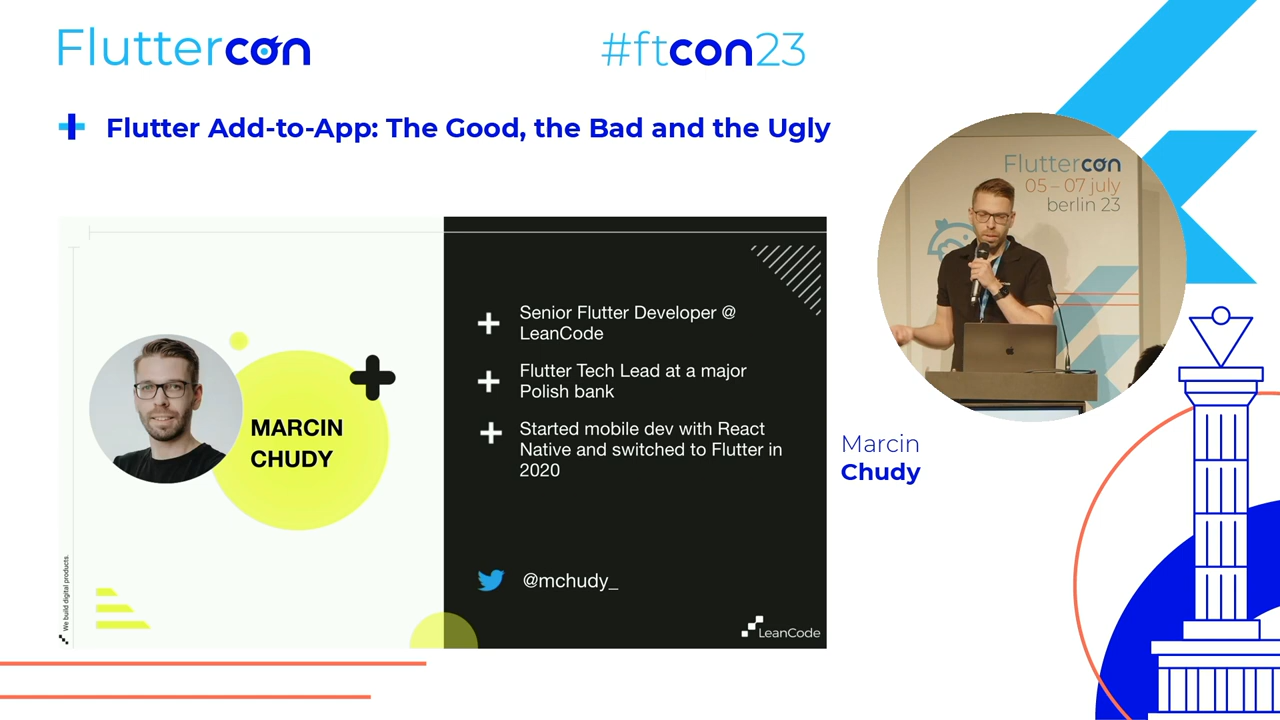 Fluttercon
#ftcon23
Flutter Add-to-App: The Good, the Bad and the Ugly
Fluttercon
05 – 07 july
berlin 23
MARCIN
CHUDY
We build digital products.
Senior Flutter Developer @
LeanCode
Flutter Tech Lead at a major
Polish bank
Started mobile dev with React
Native and switched to Flutter in
2020
@mchudy_
LeanCode
Marcin
Chudy